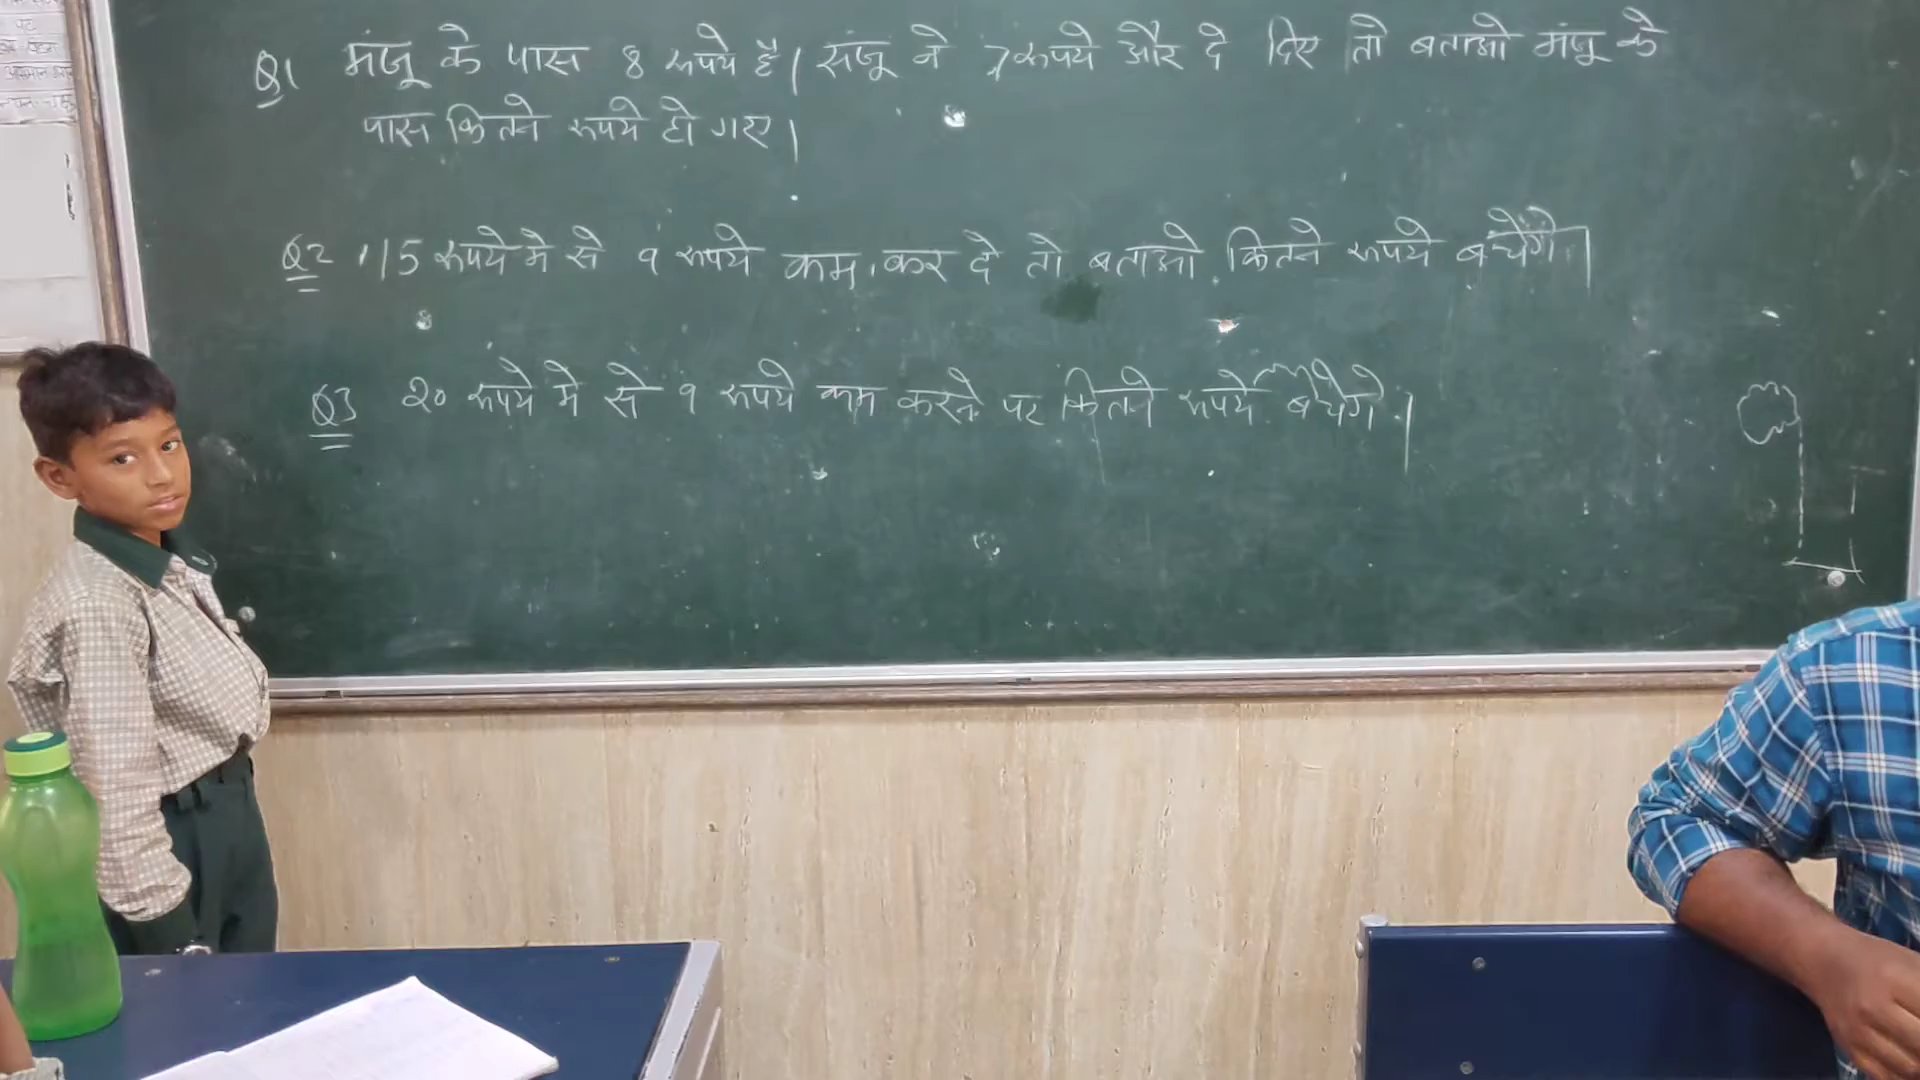 Q1 मंजू के पास 8 रूपये है। संजू ने 7 रूपये और दे दिए तो बताओ मंजू के
पास कितने रूपये हो गए।
Q2 15 रूपये मे से 9 रूपये कम कर दे तो बताओ कितने रूपये बचेंगे।
Q3 20 रूपये मे से 9 रूपये कम करने पर कितने रूपये बचेगे।